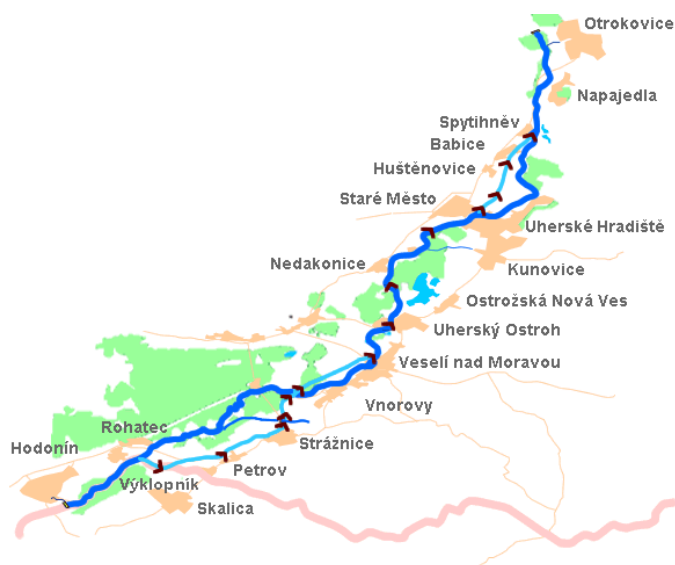 Otrokovice
Napajedla
Spytihněv
Babice
Huštěnovice
Staré Město
Uherské Hradiště
Nedakonice
Kunovice
Ostrožská Nová Ves
Uherský Ostroh
Veselí nad Moravou
Vnorovy
Rohatec
Hodonín
Strážnice
Petrov
Výklopník
Skalica